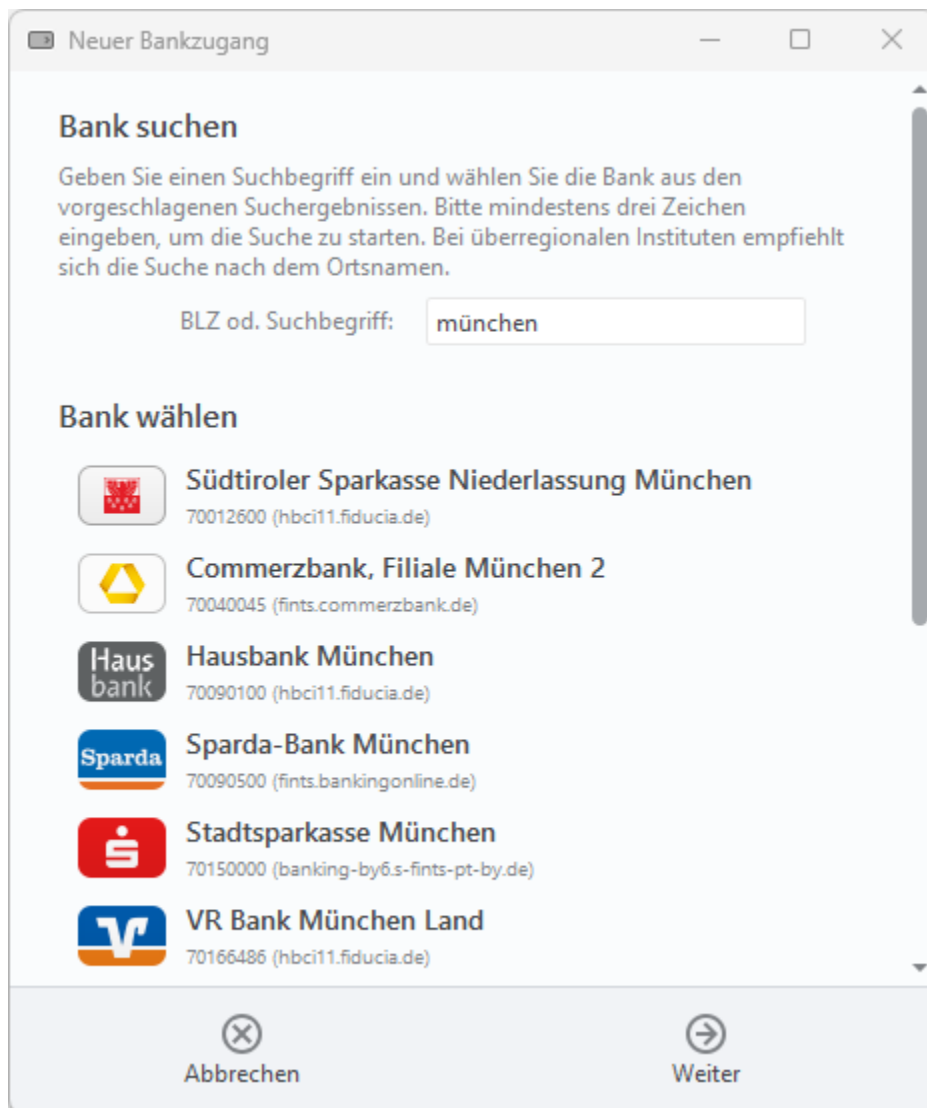 Neuer Bankzugang
Bank suchen
Geben Sie einen Suchbegriff ein und wählen Sie die Bank aus den
vorgeschlagenen Suchergebnissen. Bitte mindestens drei Zeichen
eingeben, um die Suche zu starten. Bei überregionalen Instituten empfiehlt
sich die Suche nach dem Ortsnamen.
BLZ od. Suchbegriff: münchen
Bank wählen
Südtiroler Sparkasse Niederlassung München
70012600 (hbci11.fiducia.de)
Commerzbank, Filiale München 2
70040045 (fints.commerzbank.de)
Haus
bank
Hausbank München
70090100 (hbci11.fiducia.de)
Sparda
Sparda-Bank München
70090500 (fints.bankingonline.de)
Stadtsparkasse München
70150000 (banking-by6.s-fints-pt-by.de)
VR Bank München Land
70166486 (hbci11.fiducia.de)
Abbrechen
Weiter